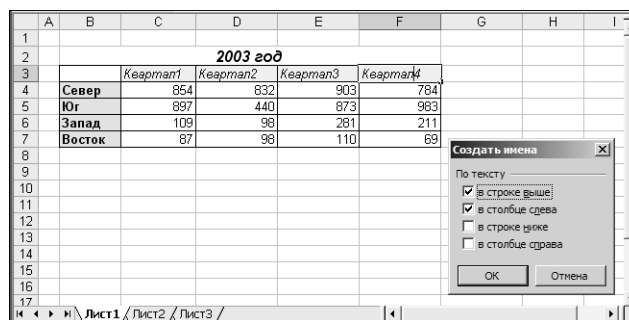 A B C D E F G H I
1
2 2003 год
3 Квартал1 Квартал2 Квартал3 Квартал4
4 Север 854 832 903 784
5 Юг 897 440 873 983
6 Запад 109 98 281 211
7 Восток 87 98 110 69
8
9
10
11
12
13
14
15
16
17
Создать имена
По тексту
в строке выше
в столбце слева
в строке ниже
в столбце справа
ОК Отмена
Лист1 Лист2 Лист3